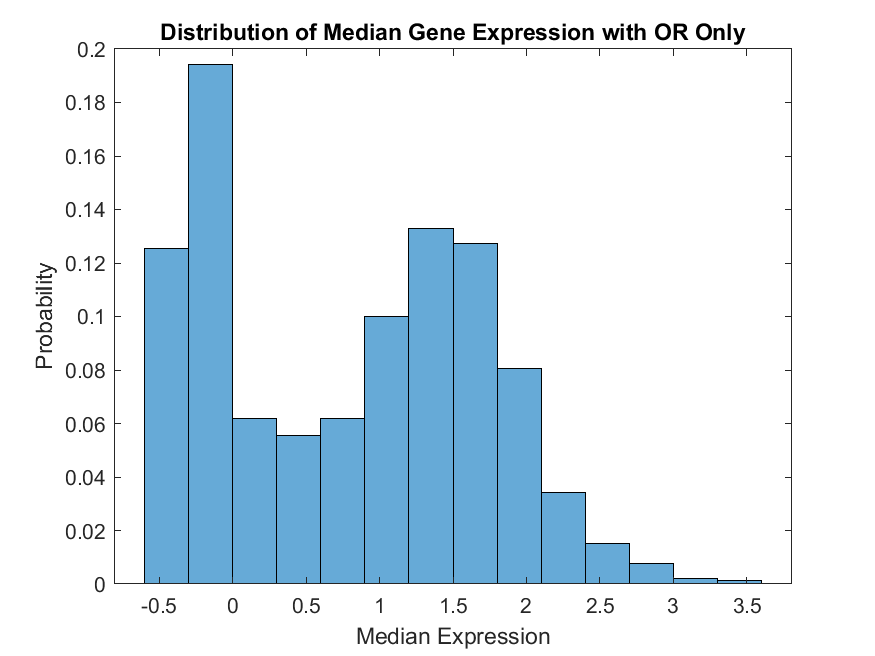 Distribution of Median Gene Expression with OR Only
0.2
0.18
0.16
0.14
0.12
0.1
0.08
0.06
0.04
0.02
0
Probability
-0.5 0 0.5 1 1.5 2 2.5 3 3.5
Median Expression